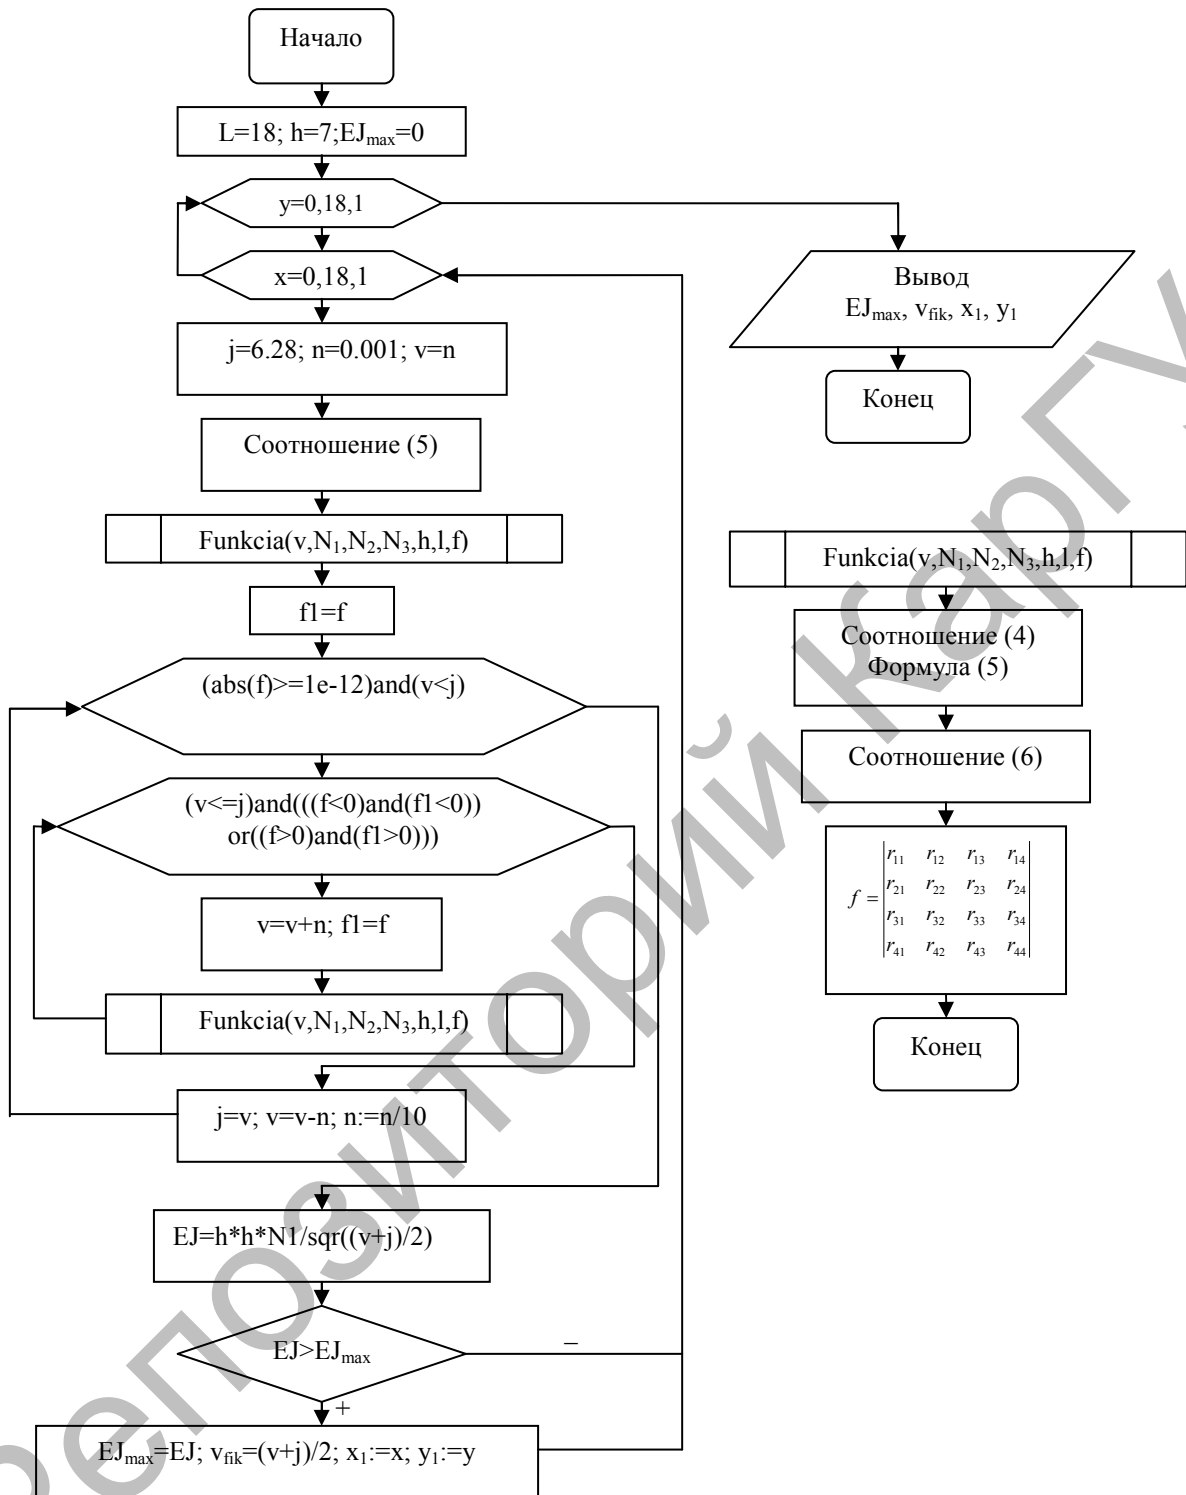 Начало
L=18; h=7;EJmax=0
y=0,18,1
x=0,18,1
j=6.28; n=0.001; v=n
Соотношение (5)
Funkcia(v,N1,N2,N3,h,l,f)
f1=f
(abs(f)>=1e-12)and(v<j)
(v<=j)and(((f<0)and(f1<0))
or((f>0)and(f1>0)))
v=v+n; f1=f
Funkcia(v,N1,N2,N3,h,l,f)
j=v; v=v-n; n:=n/10
EJ=h*h*N1/sqr((v+j)/2)
EJ>EJmax
–
+
EJmax=EJ; vfik=(v+j)/2; x1:=x; y1:=y
Вывод
EJmax, vfik, x1, y1
Конец
Funkcia(v,N1,N2,N3,h,l,f)
Соотношение (4)
Формула (5)
Соотношение (6)
r11 r12 r13 r14
r21 r22 r23 r24
f =
r31 r32 r33 r34
r41 r42 r43 r44
Конец
Репозиторий КарГУ